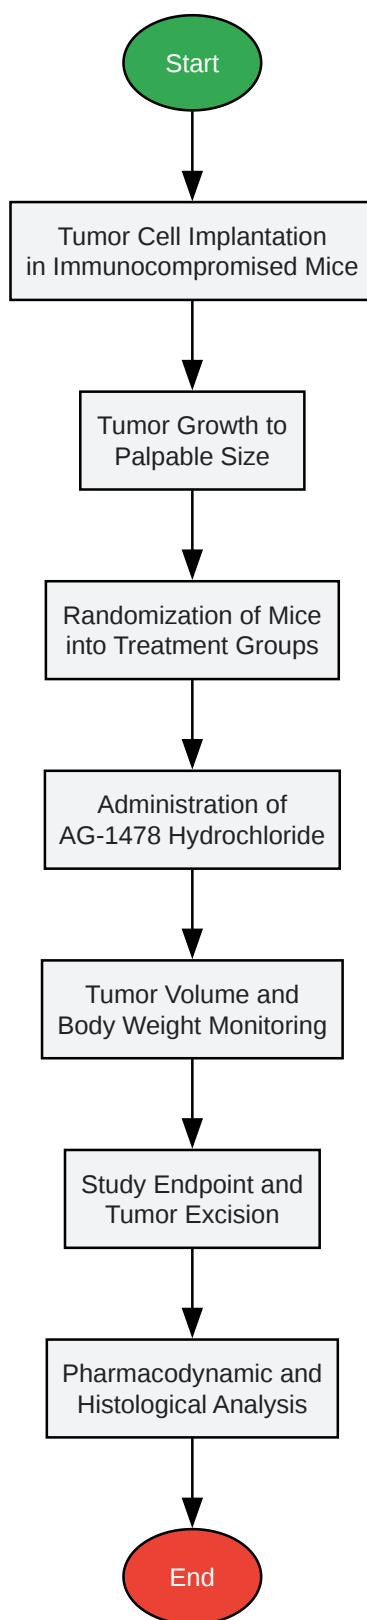 Start
Tumor Cell Implantation
in Immunocompromised Mice
Tumor Growth to
Palpable Size
Randomization of Mice
into Treatment Groups
Administration of
AG-1478 Hydrochloride
Tumor Volume and
Body Weight Monitoring
Study Endpoint and
Tumor Excision
Pharmacodynamic and
Histological Analysis
End